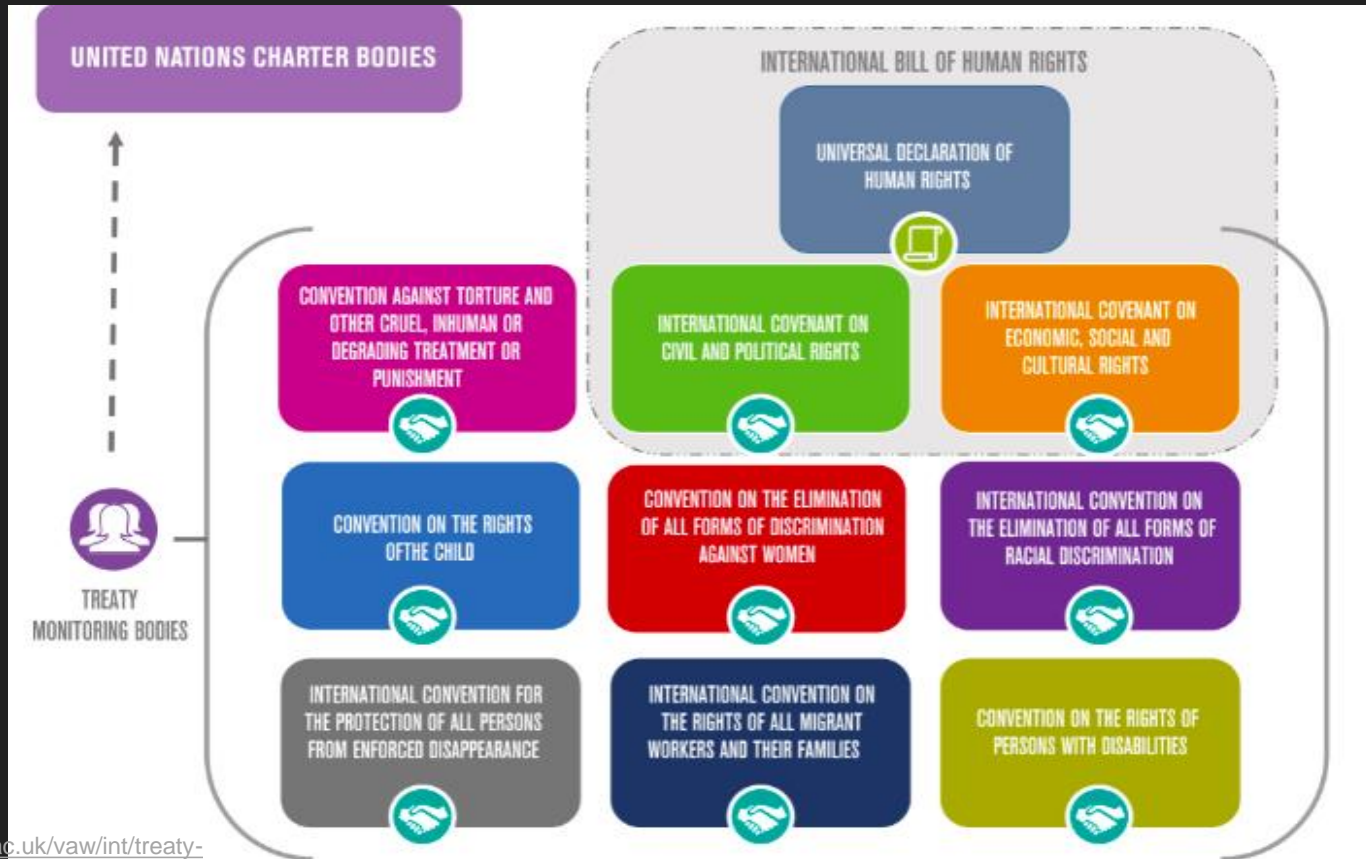 UNITED NATIONS CHARTER BODIES
INTERNATIONAL BILL OF HUMAN RIGHTS
UNIVERSAL DECLARATION OF
HUMAN RIGHTS
CONVENTION AGAINST TORTURE AND
OTHER CRUEL, INHUMAN OR
DEGRADING TREATMENT OR
PUNISHMENT
INTERNATIONAL COVENANT ON
CIVIL AND POLITICAL RIGHTS
INTERNATIONAL COVENANT ON
ECONOMIC, SOCIAL AND
CULTURAL RIGHTS
CONVENTION ON THE RIGHTS
OFTHE CHILD
CONVENTION ON THE ELIMINATION
OF ALL FORMS OF DISCRIMINATION
AGAINST WOMEN
INTERNATIONAL CONVENTION ON
THE ELIMINATION OF ALL FORMS OF
RACIAL DISCRIMINATION
TREATY
MONITORING BODIES
INTERNATIONAL CONVENTION FOR
THE PROTECTION OF ALL PERSONS
FROM ENFORCED DISAPPEARANCE
INTERNATIONAL CONVENTION ON
THE RIGHTS OF ALL MIGRANT
WORKERS AND THEIR FAMILIES
CONVENTION ON THE RIGHTS OF
PERSONS WITH DISABILITIES
ac.uk/vaw/int/treaty-